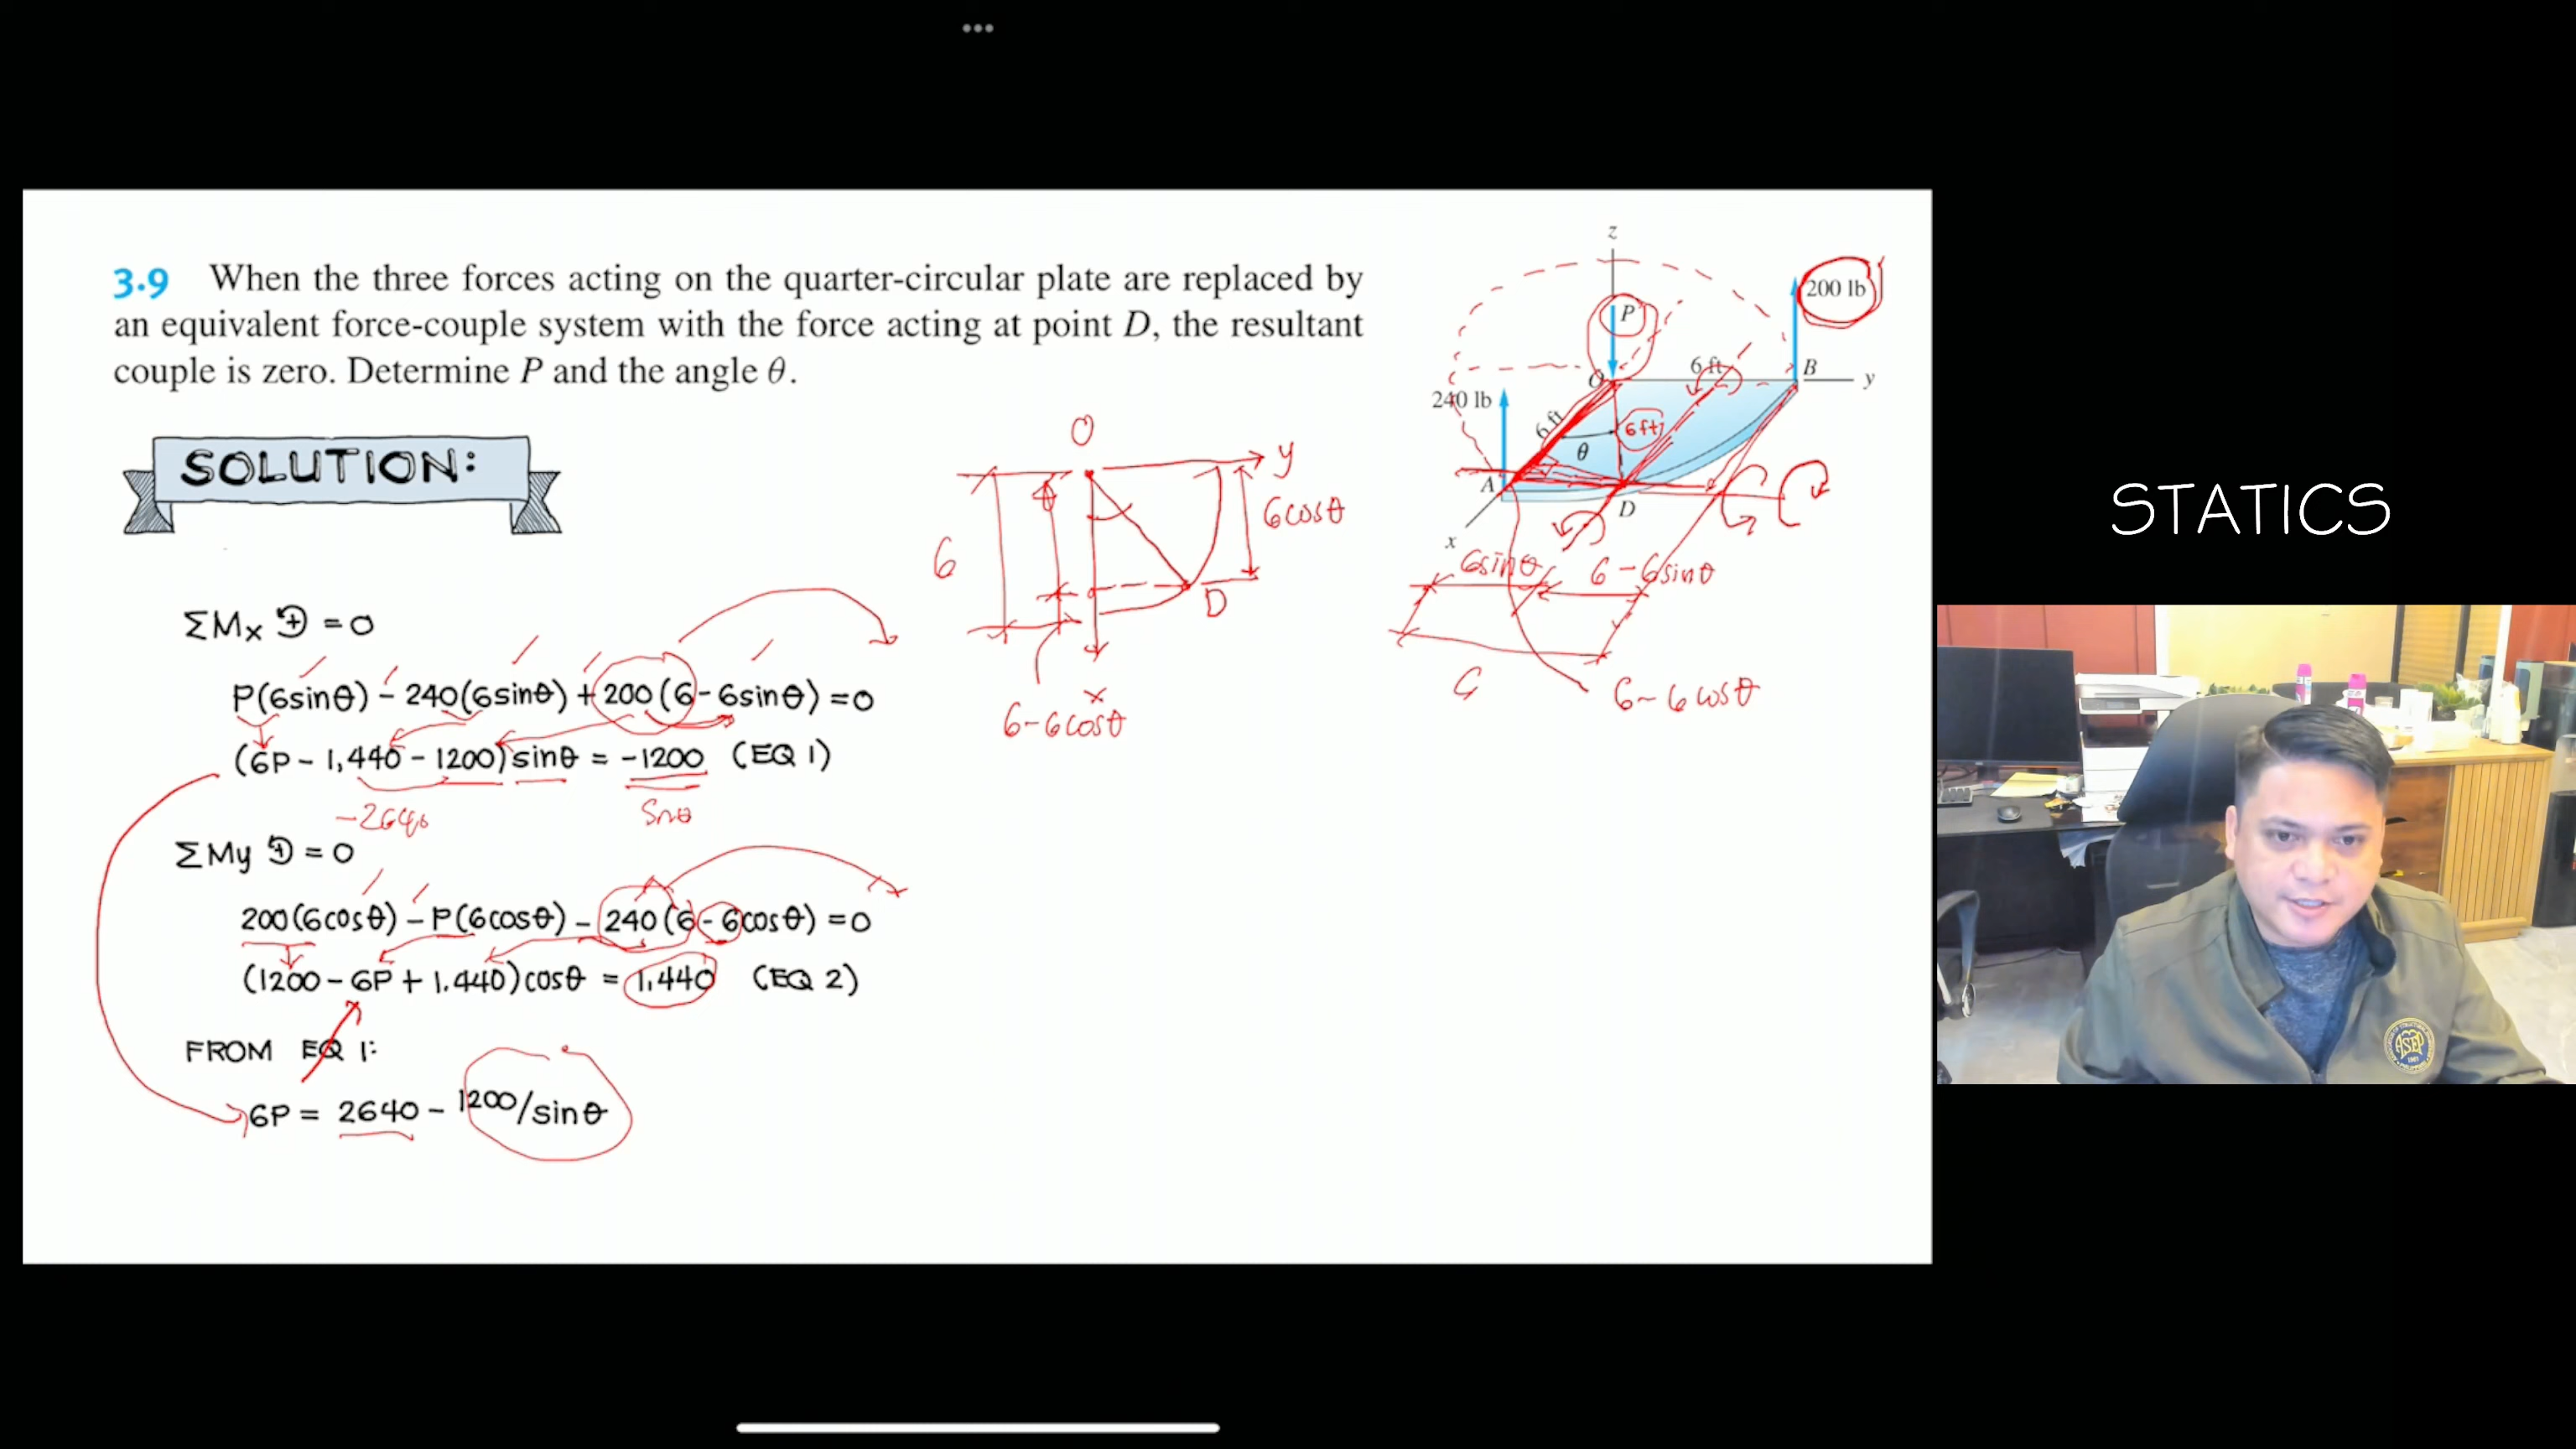 3.9 When the three forces acting on the quarter-circular plate are replaced by
an equivalent force-couple system with the force acting at point D, the resultant
couple is zero. Determine P and the angle θ.
SOLUTION:
ΣMx + = 0
P(6sinθ) - 240(6sinθ) + 200(6-6sinθ) = 0
(6P - 1,440 - 1200)sinθ = -1200 (EQ 1)
-2640
Sinθ
ΣMy + = 0
200(6cosθ) - P(6cosθ) - 240(6-6cosθ) = 0
(1200 - 6P + 1.440)cosθ = 1.440 (EQ 2)
FROM EQ 1:
6P = 2640 - 1200/sinθ
O
y
θ
6
6cosθ
D
x
6-6cosθ
z
P
200 lb
6 ft
O
B
y
240 lb
6 ft
6 ft
θ
A
D
x
6sinθ
6-6sinθ
6-6cosθ
STATICS
ASEP